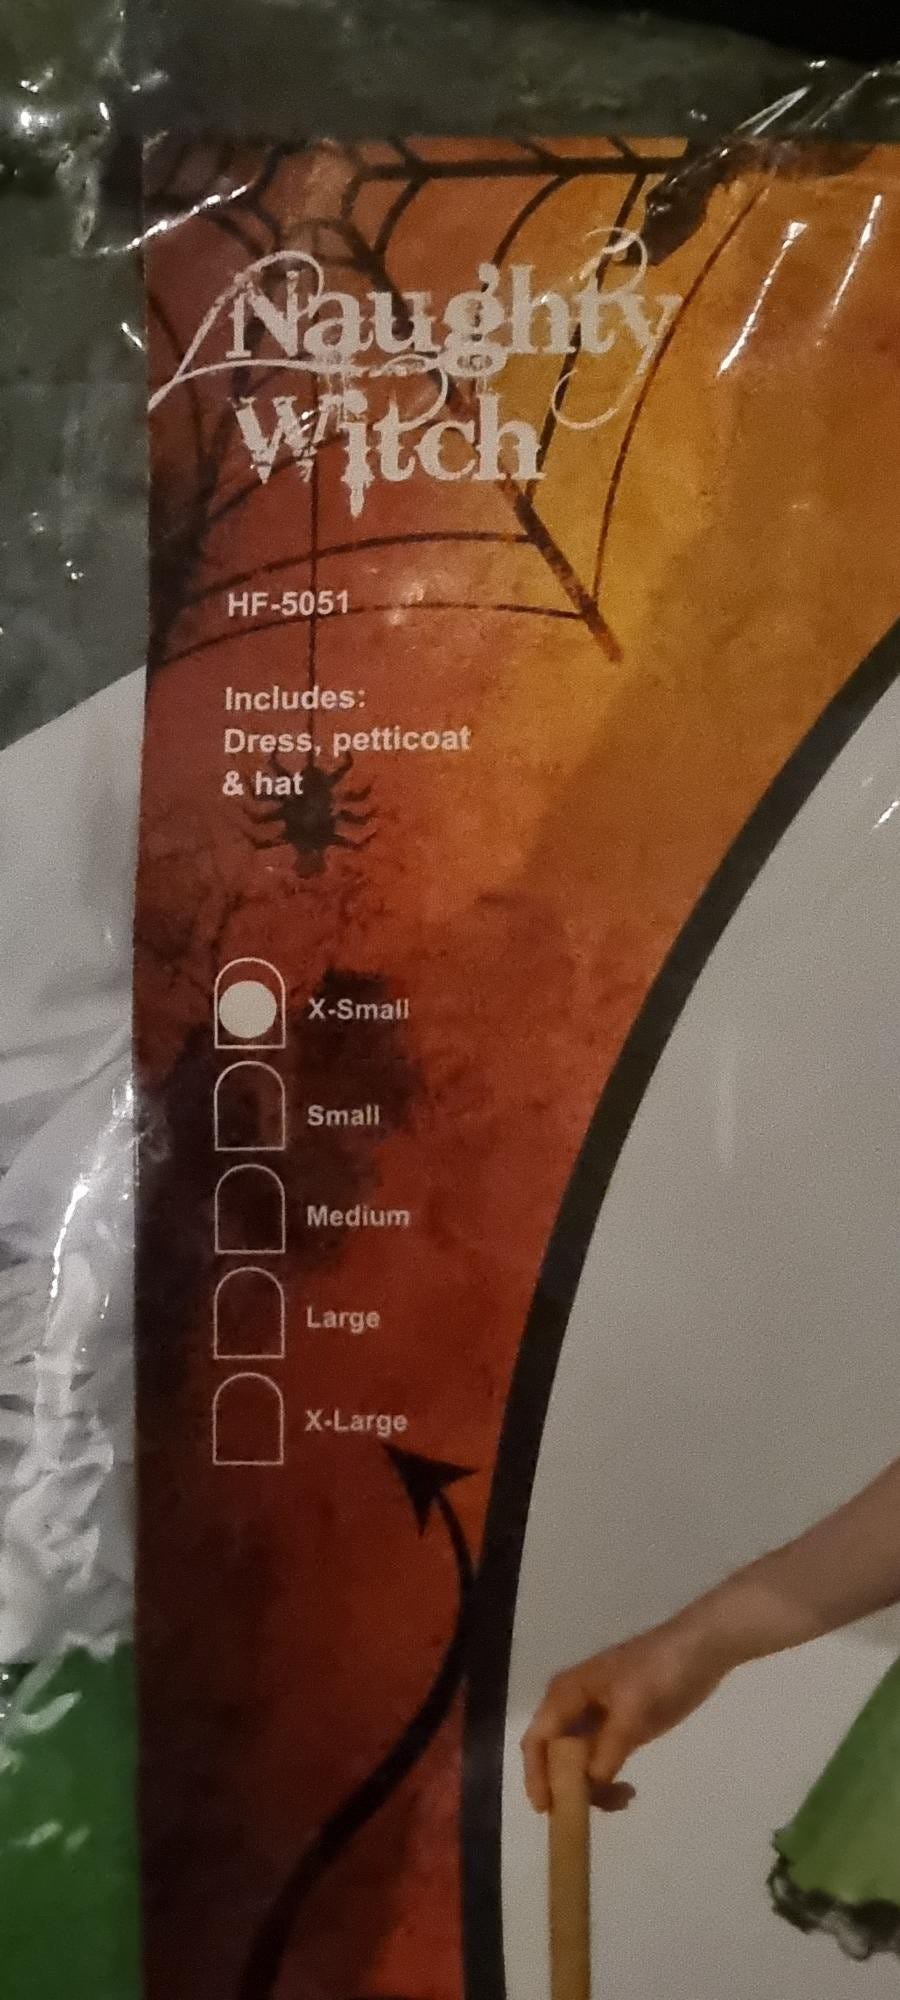 Naughty
Witch
HF-5051
Includes:
Dress, petticoat
& hat
X-Small
Small
Medium
Large
X-Large